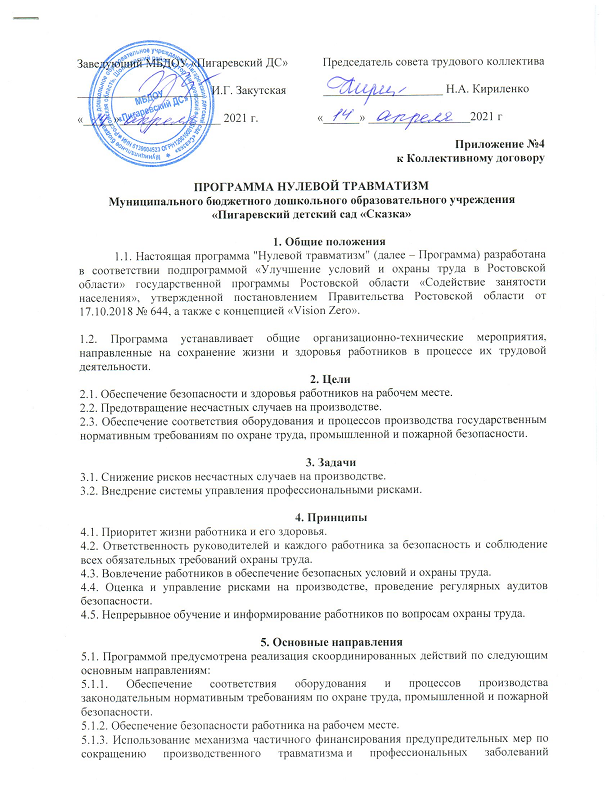 Заведующий МБДОУ «Пигаревский ДС» Председатель совета трудового коллектива
И.Г. Закутская Н.А. Кириленко
« 14 » апреля 2021 г. « 14 » апреля 2021 г
МБДОУ
«Пигаревский ДС»
Приложение №4
к Коллективному договору
ПРОГРАММА НУЛЕВОЙ ТРАВМАТИЗМ
Муниципального бюджетного дошкольного образовательного учреждения
«Пигаревский детский сад «Сказка»
1. Общие положения
1.1. Настоящая программа "Нулевой травматизм" (далее – Программа) разработана
в соответствии подпрограммой «Улучшение условий и охраны труда в Ростовской
области» государственной программы Ростовской области «Содействие занятости
населения», утвержденной постановлением Правительства Ростовской области от
17.10.2018 № 644, а также с концепцией «Vision Zero».
1.2. Программа устанавливает общие организационно-технические мероприятия,
направленные на сохранение жизни и здоровья работников в процессе их трудовой
деятельности.
2. Цели
2.1. Обеспечение безопасности и здоровья работников на рабочем месте.
2.2. Предотвращение несчастных случаев на производстве.
2.3. Обеспечение соответствия оборудования и процессов производства государственным
нормативным требованиям по охране труда, промышленной и пожарной безопасности.
3. Задачи
3.1. Снижение рисков несчастных случаев на производстве.
3.2. Внедрение системы управления профессиональными рисками.
4. Принципы
4.1. Приоритет жизни работника и его здоровья.
4.2. Ответственность руководителей и каждого работника за безопасность и соблюдение
всех обязательных требований охраны труда.
4.3. Вовлечение работников в обеспечение безопасных условий и охраны труда.
4.4. Оценка и управление рисками на производстве, проведение регулярных аудитов
безопасности.
4.5. Непрерывное обучение и информирование работников по вопросам охраны труда.
5. Основные направления
5.1. Программой предусмотрена реализация скоординированных действий по следующим
основным направлениям:
5.1.1. Обеспечение соответствия оборудования и процессов производства
законодательным нормативным требованиям по охране труда, промышленной и пожарной
безопасности.
5.1.2. Обеспечение безопасности работника на рабочем месте.
5.1.3. Использование механизма частичного финансирования предупредительных мер по
сокращению производственного травматизма и профессиональных заболеваний